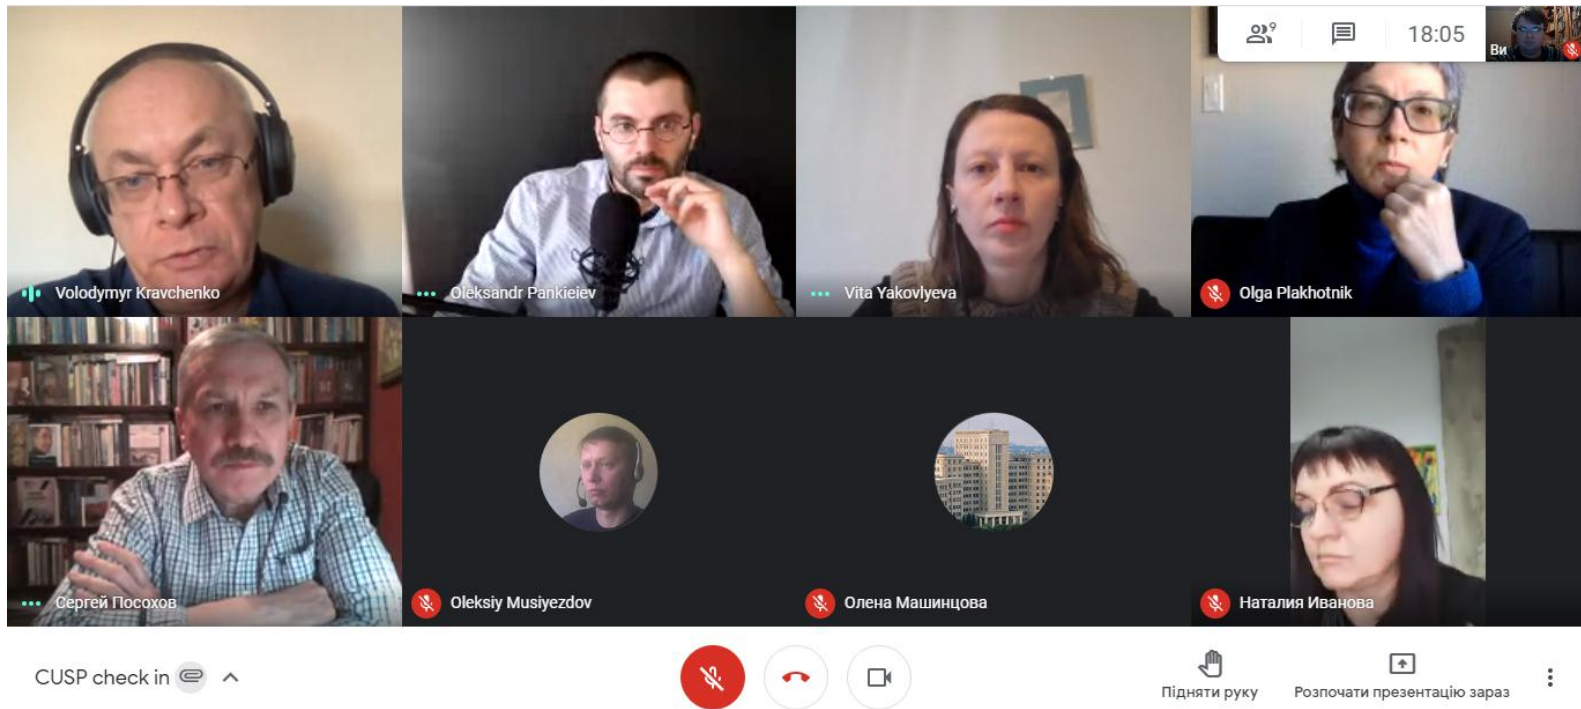 9
18:05
Ви
Volodymyr Kravchenko
Oleksandr Pankieiev
Vita Yakovlyeva
Olga Plakhotnik
Сергей Посохов
Oleksiy Musiyezdov
Олена Машинцова
Наталия Иванова
CUSP check in
Підняти руку
Розпочати презентацію зараз